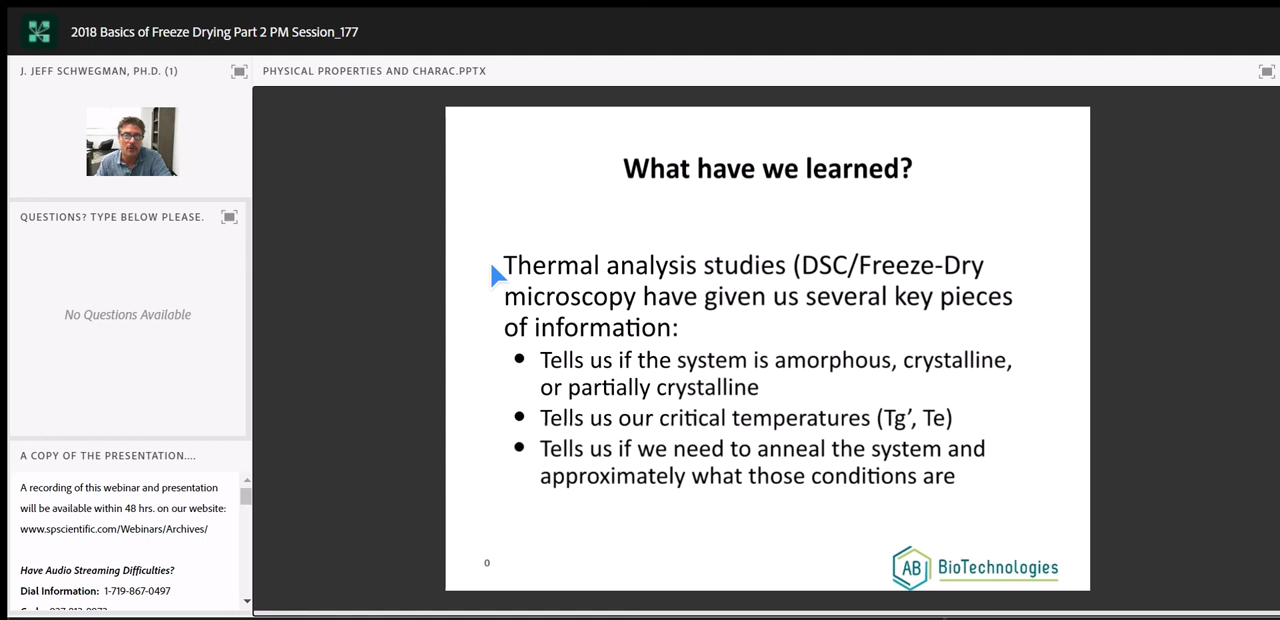 2018 Basics of Freeze Drying Part 2 PM Session_177
J. JEFF SCHWEGMAN, PH.D. (1)
PHYSICAL PROPERTIES AND CHARAC.PPTX
QUESTIONS? TYPE BELOW PLEASE.
No Questions Available
A COPY OF THE PRESENTATION....
A recording of this webinar and presentation
will be available within 48 hrs. on our website:
www.spscientific.com/Webinars/Archives/
Have Audio Streaming Difficulties?
Dial Information: 1-719-867-0497
What have we learned?
Thermal analysis studies (DSC/Freeze-Dry
microscopy have given us several key pieces
of information:
• Tells us if the system is amorphous, crystalline,
or partially crystalline
• Tells us our critical temperatures (Tg’, Te)
• Tells us if we need to anneal the system and
approximately what those conditions are
0
AB BioTechnologies